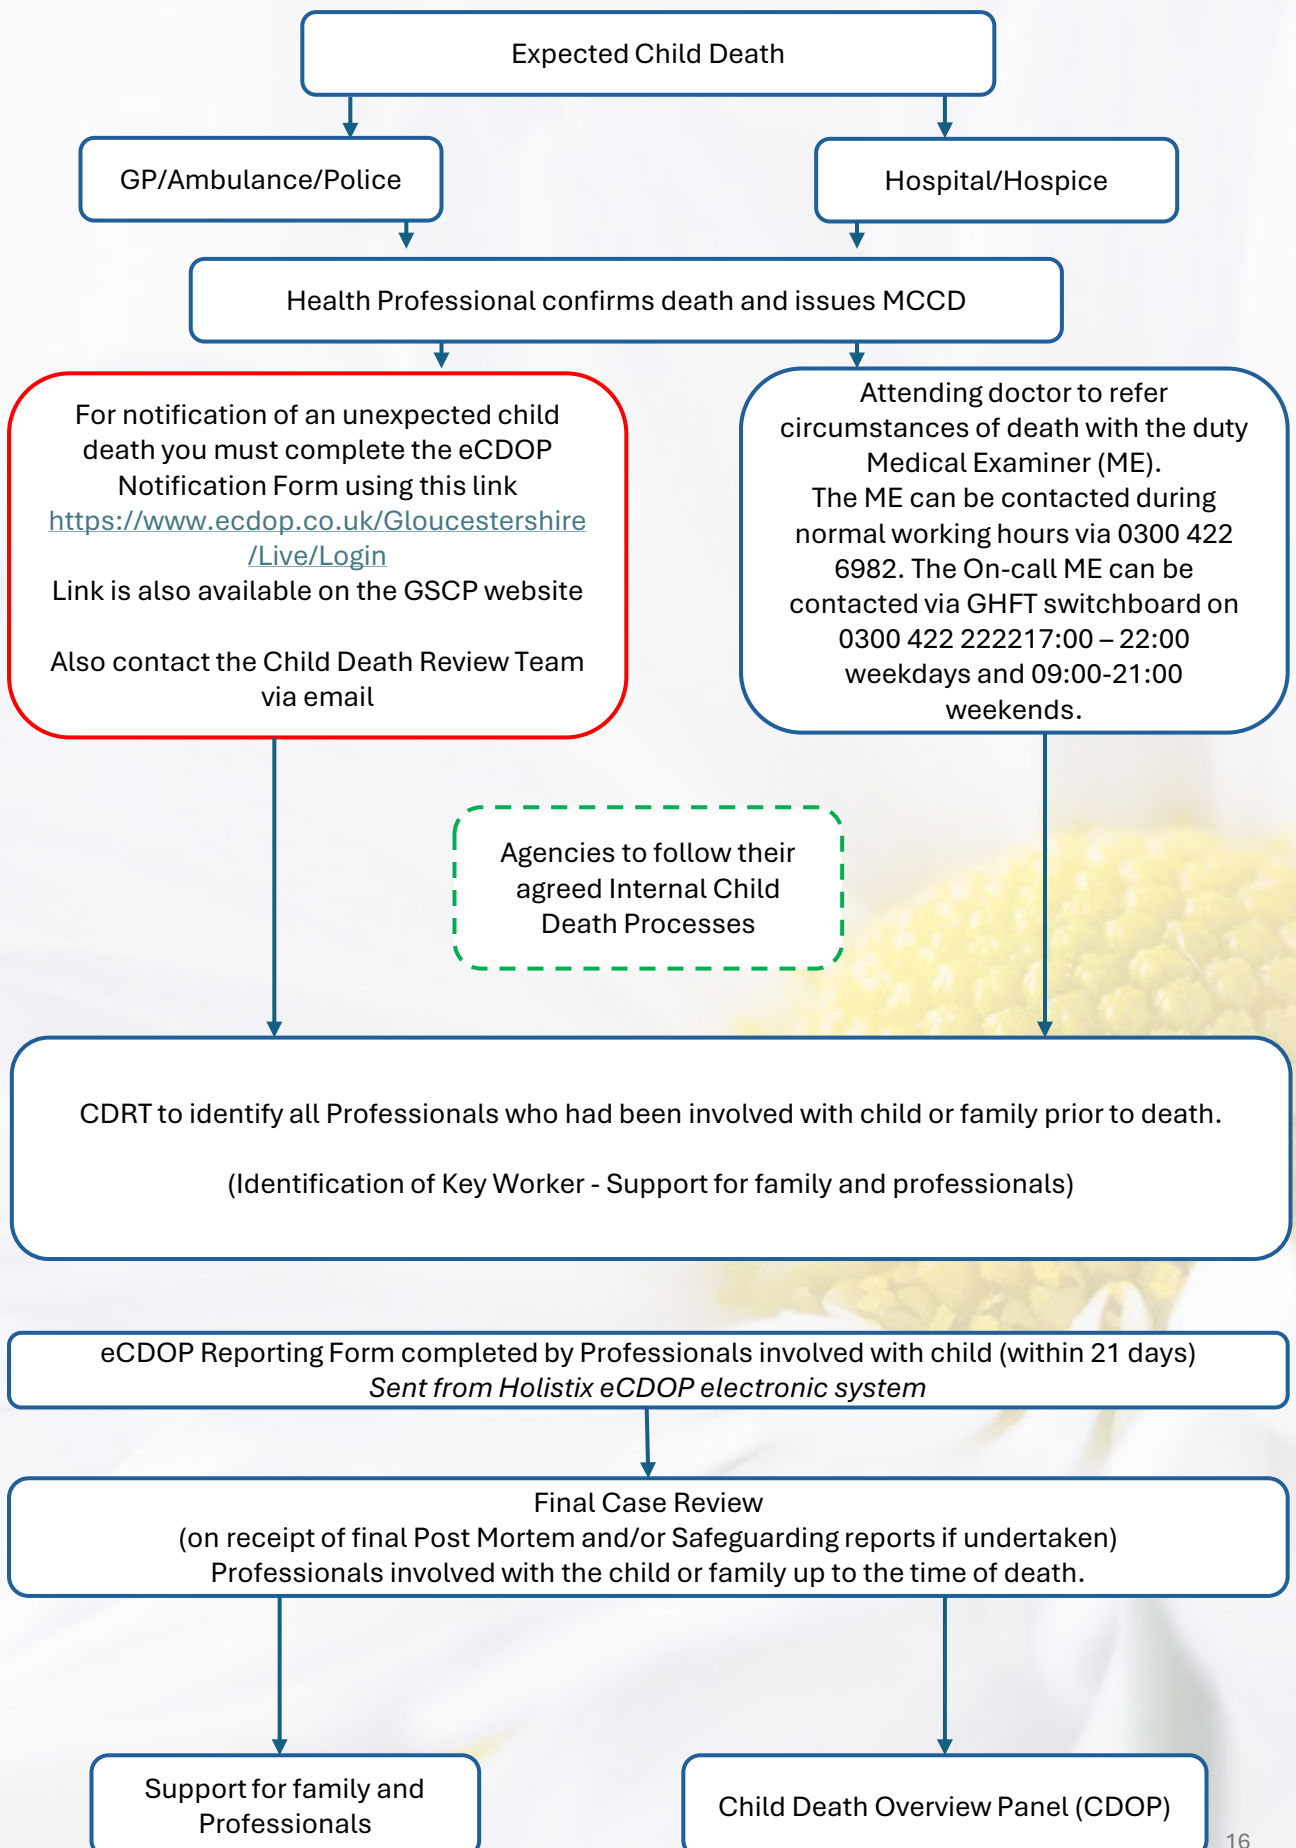 Expected Child Death
GP/Ambulance/Police
Hospital/Hospice
Health Professional confirms death and issues MCCD
For notification of an unexpected child
death you must complete the eCDOP
Notification Form using this link
https://www.ecdop.co.uk/Gloucestershire
/Live/Login
Link is also available on the GSCP website
Also contact the Child Death Review Team
via email
Attending doctor to refer
circumstances of death with the duty
Medical Examiner (ME).
The ME can be contacted during
normal working hours via 0300 422
6982. The On-call ME can be
contacted via GHFT switchboard on
0300 422 222217:00 – 22:00
weekdays and 09:00-21:00
weekends.
Agencies to follow their
agreed Internal Child
Death Processes
CDRT to identify all Professionals who had been involved with child or family prior to death.
(Identification of Key Worker - Support for family and professionals)
eCDOP Reporting Form completed by Professionals involved with child (within 21 days)
Sent from Holistix eCDOP electronic system
Final Case Review
(on receipt of final Post Mortem and/or Safeguarding reports if undertaken)
Professionals involved with the child or family up to the time of death.
Support for family and
Professionals
Child Death Overview Panel (CDOP)
16